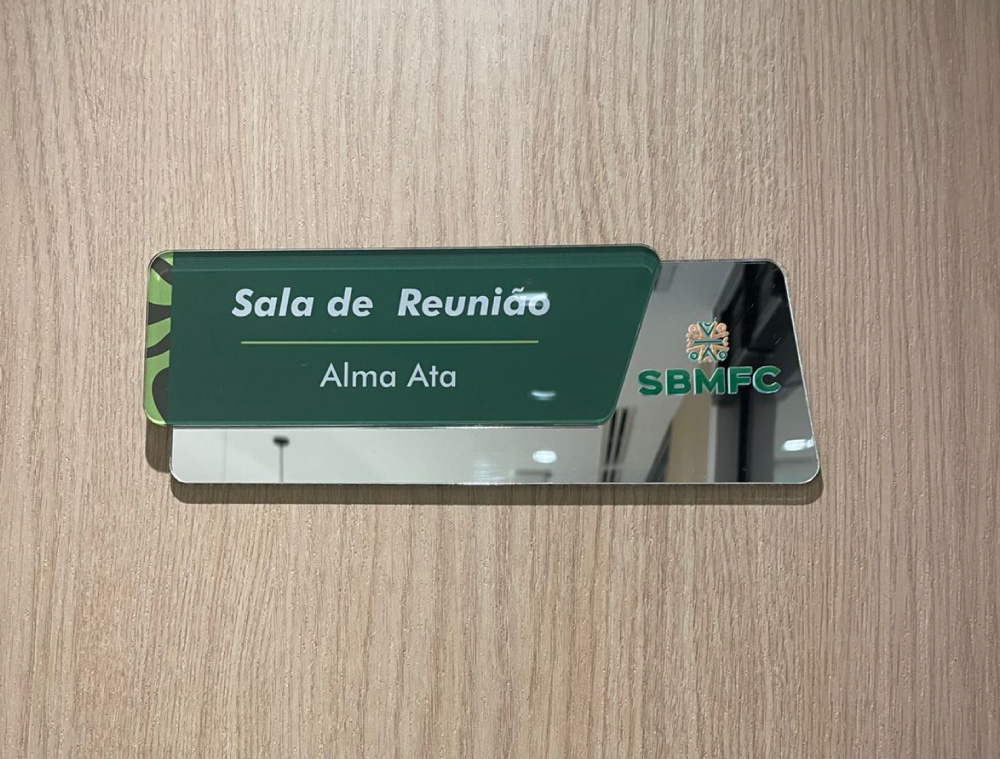 Sala de Reunião
Alma Ata
SBMFC